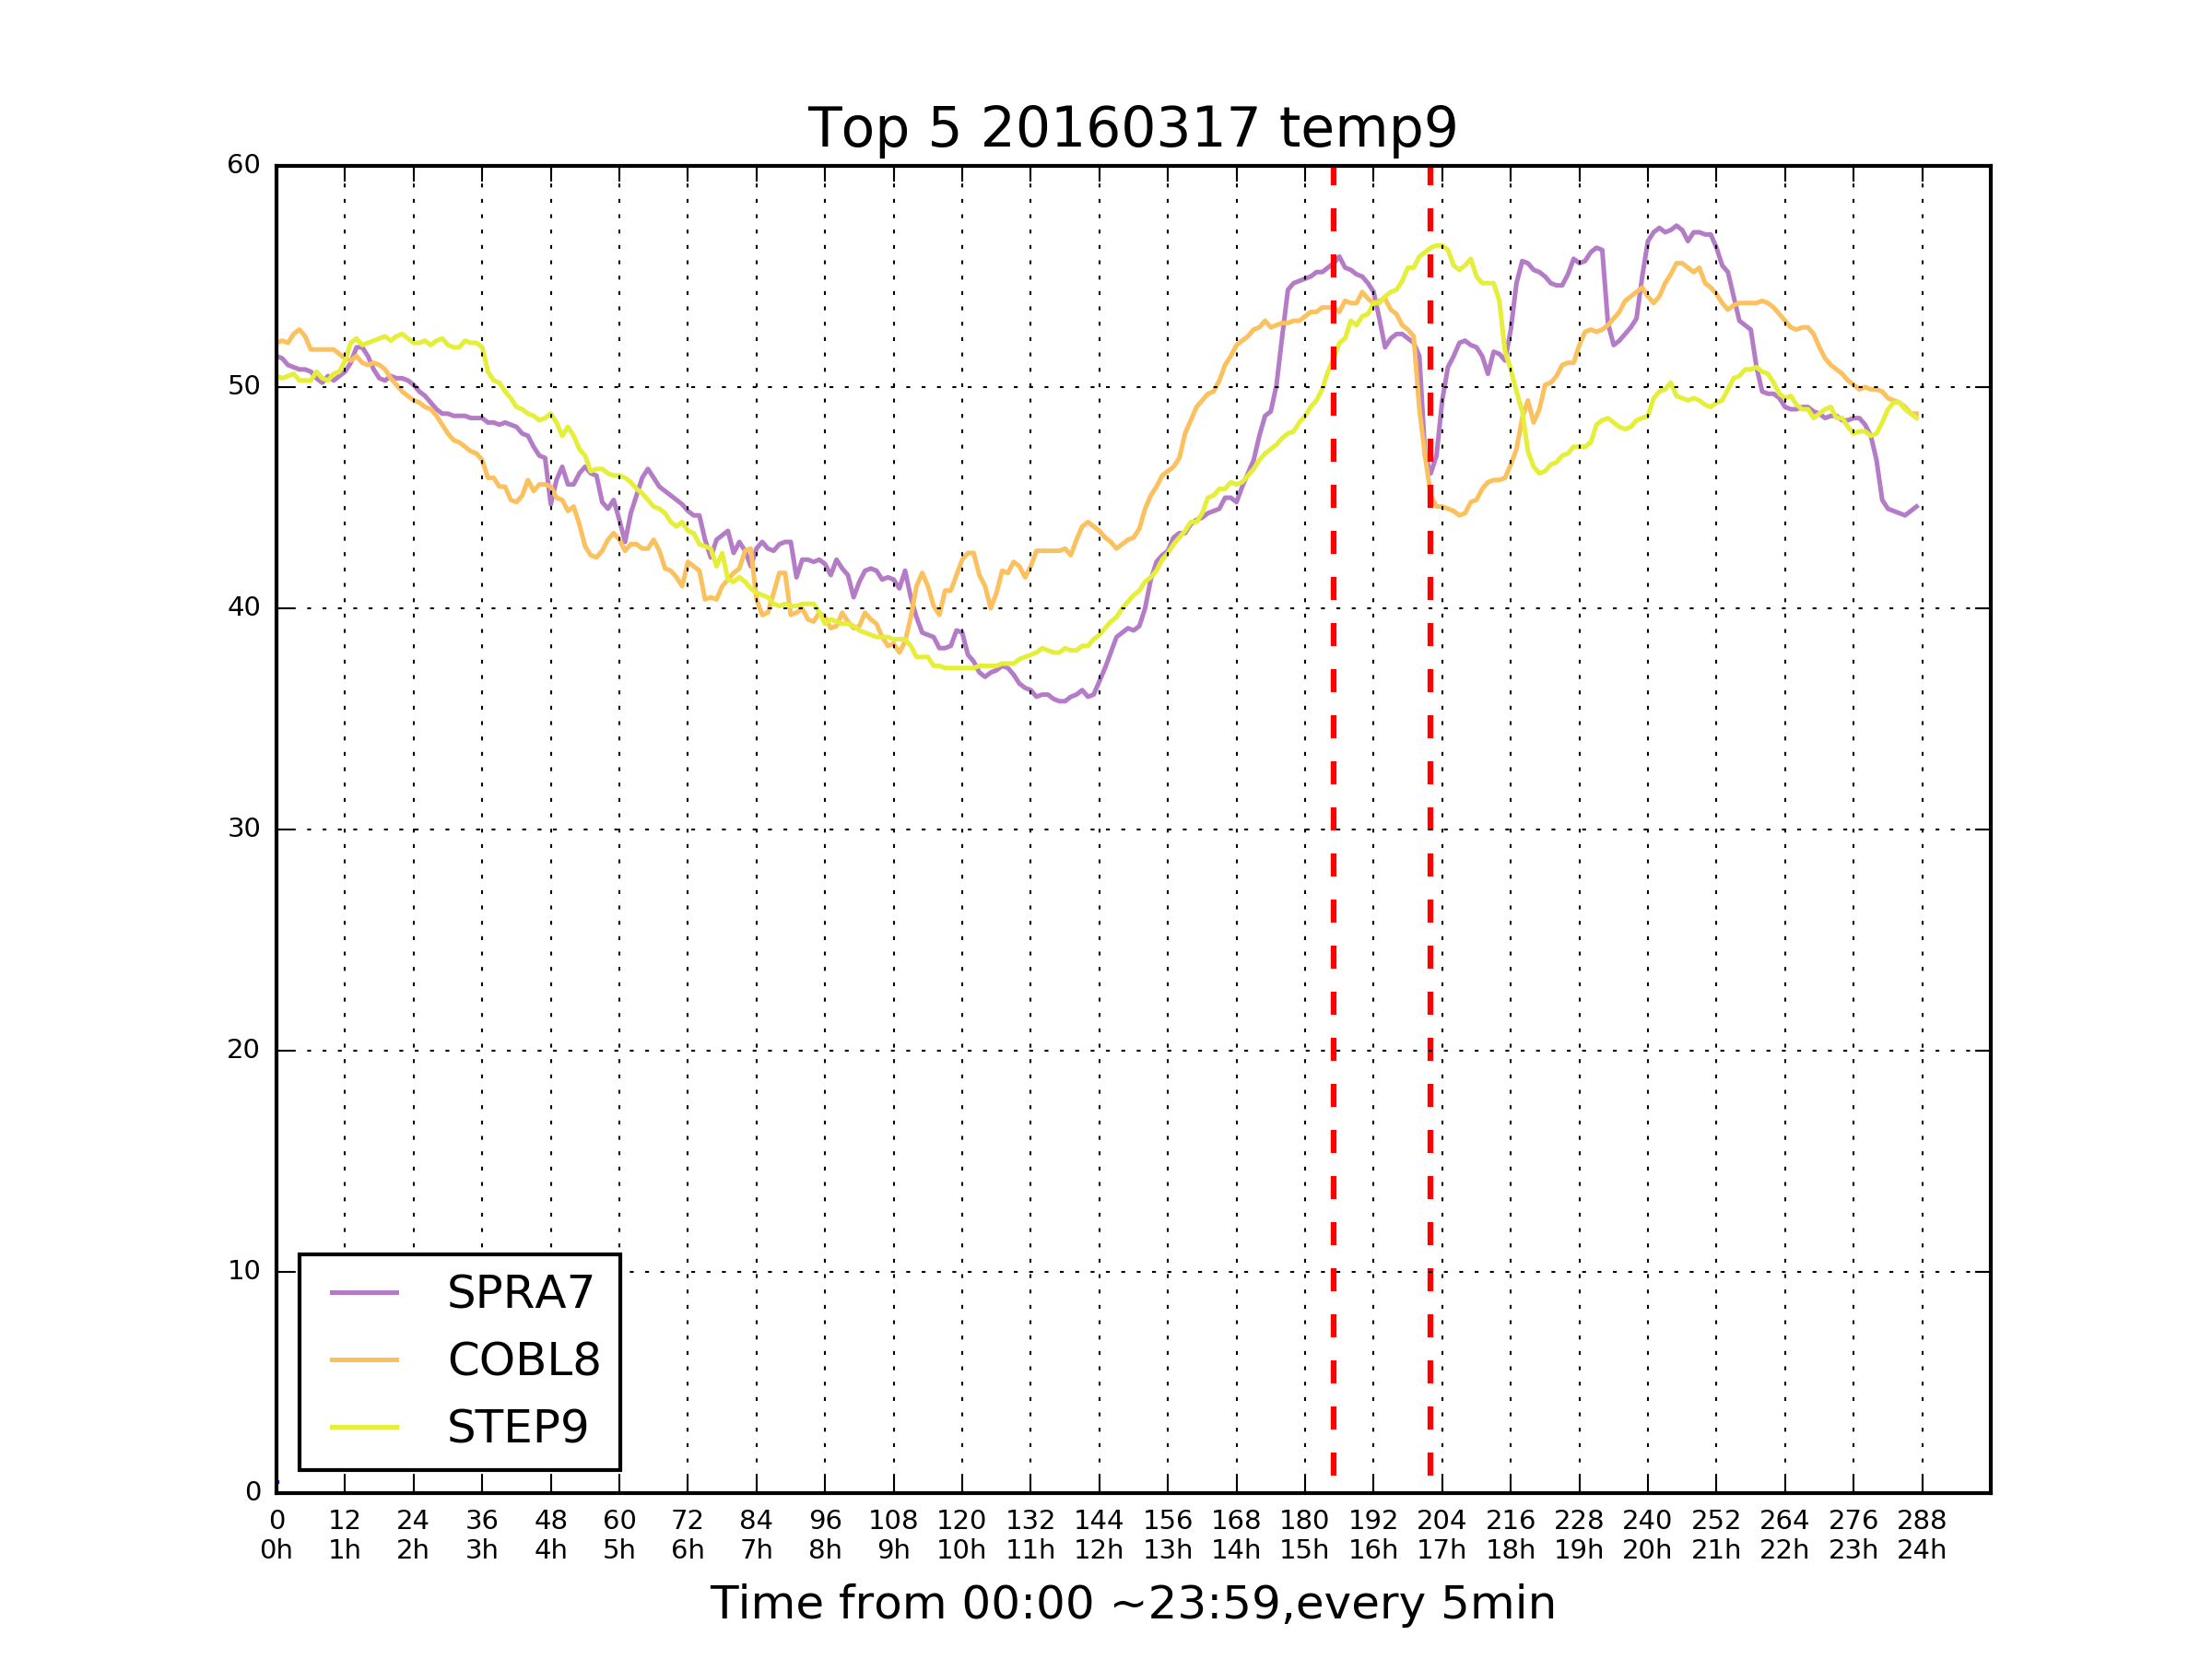 Top 5 20160317 temp9
60
50
40
30
20
10
0
SPRA7
COBL8
STEP9
0 12 24 36 48 60 72 84 96 108 120 132 144 156 168 180 192 204 216 228 240 252 264 276 288
0h 1h 2h 3h 4h 5h 6h 7h 8h 9h 10h 11h 12h 13h 14h 15h 16h 17h 18h 19h 20h 21h 22h 23h 24h
Time from 00:00 ~23:59,every 5min